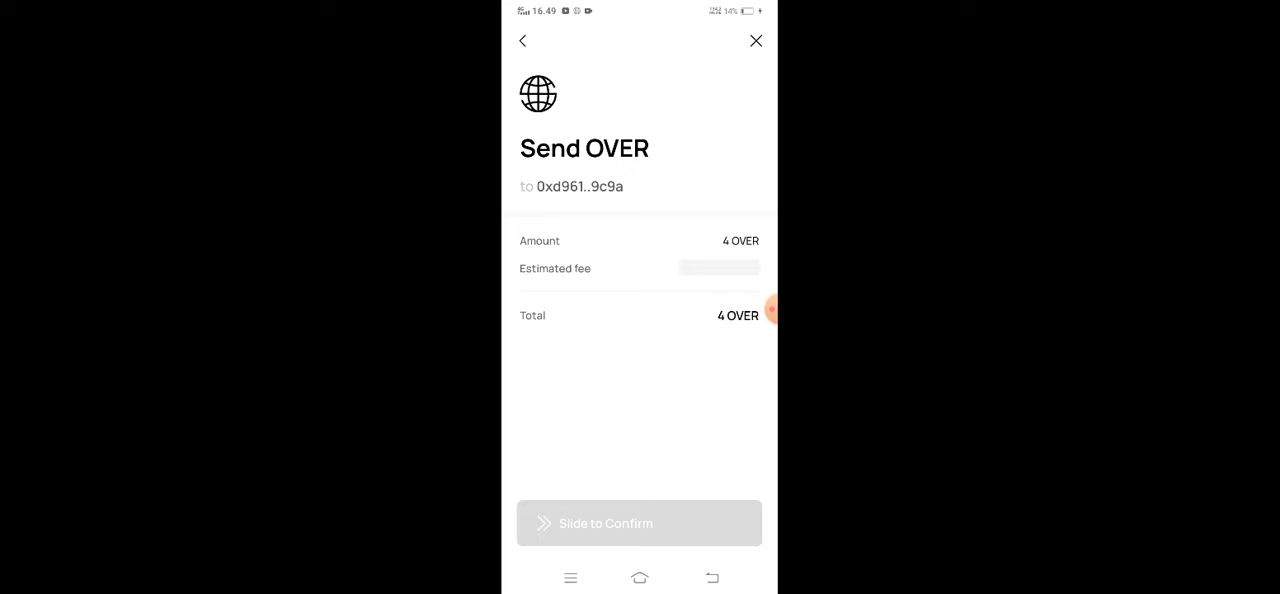 16.49 14%
Send OVER
to 0xd961..9c9a
Amount 4 OVER
Estimated fee
Total 4 OVER
Slide to Confirm